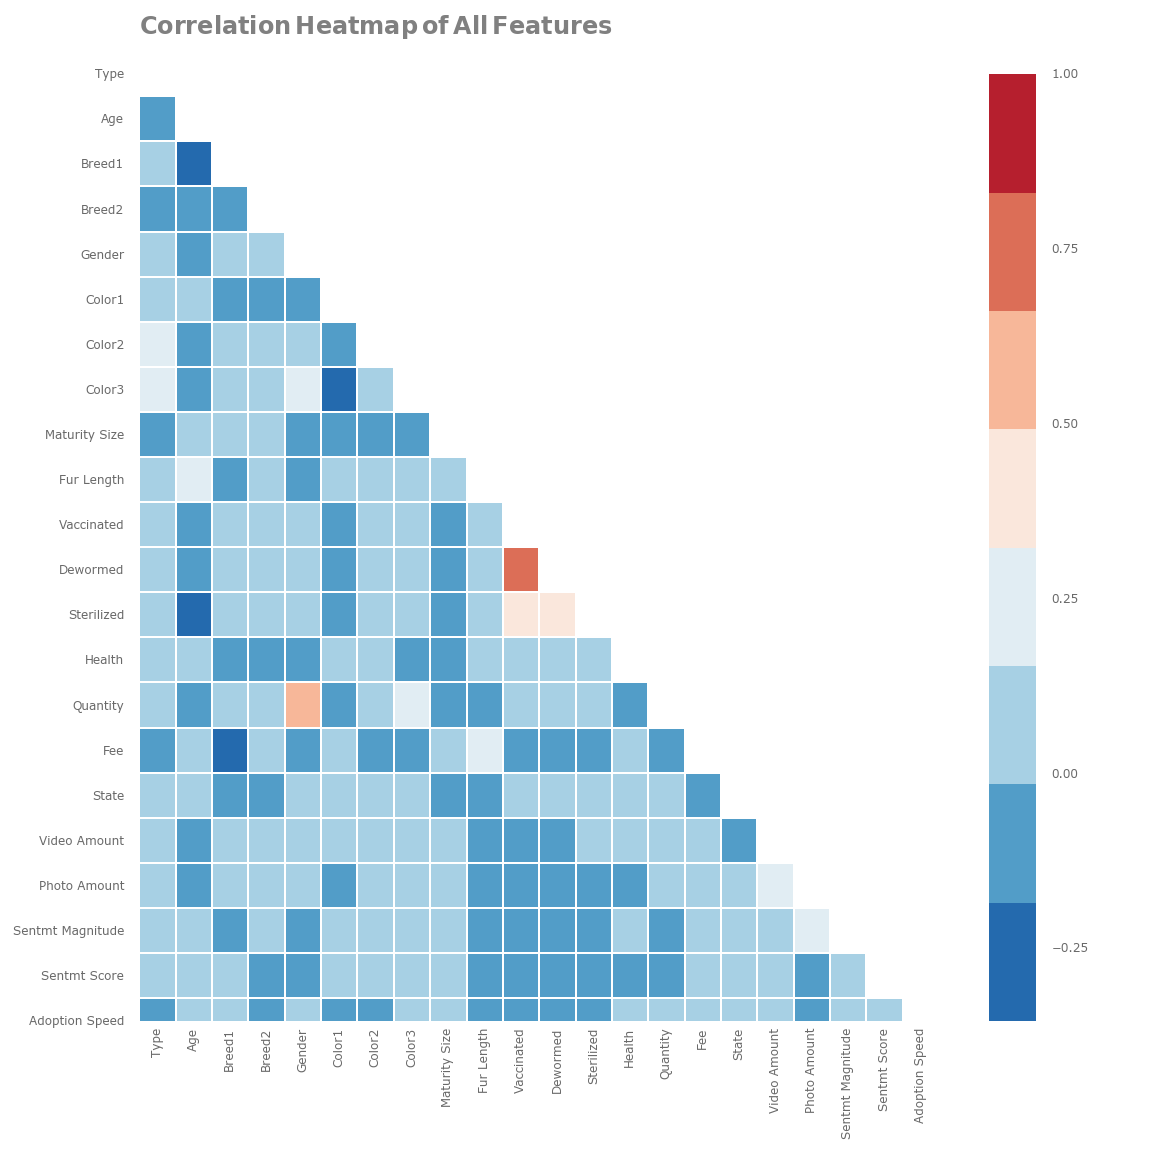 Correlation Heatmap of All Features
Type
Age
Breed1
Breed2
Gender
Color1
Color2
Color3
Maturity Size
Fur Length
Vaccinated
Dewormed
Sterilized
Health
Quantity
Fee
State
Video Amount
Photo Amount
Sentmt Magnitude
Sentmt Score
Adoption Speed
Type
Age
Breed1
Breed2
Gender
Color1
Color2
Color3
Maturity Size
Fur Length
Vaccinated
Dewormed
Sterilized
Health
Quantity
Fee
State
Video Amount
Photo Amount
Sentmt Magnitude
Sentmt Score
Adoption Speed
1.00
0.75
0.50
0.25
0.00
−0.25